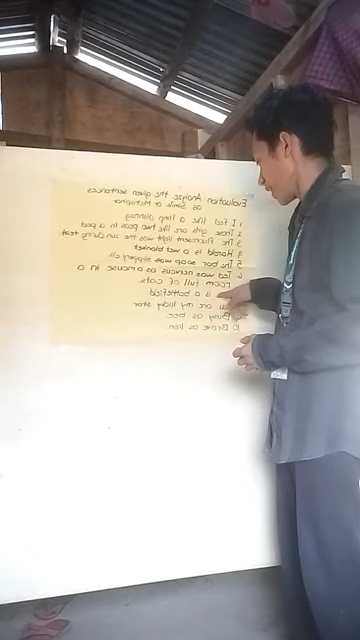 Evaluation Analyze the given sentences
as Simile or Metaphor
1 I feel like a limp dishrag
2 These girls are like two peas in a pod
3 The fluorescent light was the sun during test
4 Harold is a wet blanket
5 The bar soap was slippery
6 Ted was nervous as a mouse in a
room full of cats.
is a battlefield
are my lucky star
Busy as bee
10 Brave as lion